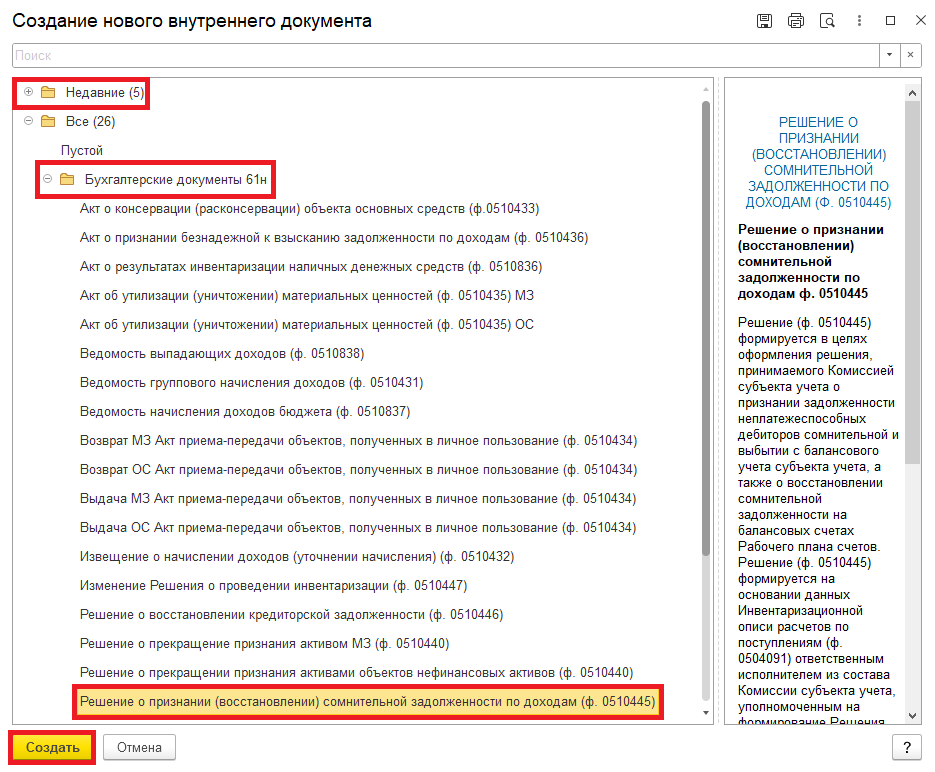 Создание нового внутреннего документа
Поиск
Недавние (5)
Все (26)
Пустой
Бухгалтерские документы 61н
Акт о консервации (расконсервации) объекта основных средств (ф.0510433)
Акт о признании безнадежной к взысканию задолженности по доходам (ф. 0510436)
Акт о результатах инвентаризации наличных денежных средств (ф. 0510836)
Акт об утилизации (уничтожении) материальных ценностей (ф. 0510435) МЗ
Акт об утилизации (уничтожении) материальных ценностей (ф. 0510435) ОС
Ведомость выпадающих доходов (ф. 0510838)
Ведомость группового начисления доходов (ф. 0510431)
Ведомость начисления доходов бюджета (ф. 0510837)
Возврат МЗ Акт приема-передачи объектов, полученных в личное пользование (ф. 0510434)
Возврат ОС Акт приема-передачи объектов, полученных в личное пользование (ф. 0510434)
Выдача МЗ Акт приема-передачи объектов, полученных в личное пользование (ф. 0510434)
Выдача ОС Акт приема-передачи объектов, полученных в личное пользование (ф. 0510434)
Извещение о начислении доходов (уточнении начисления) (ф. 0510432)
Изменение Решения о проведении инвентаризации (ф. 0510447)
Решение о восстановлении кредиторской задолженности (ф. 0510446)
Решение о прекращение признания активом МЗ (ф. 0510440)
Решение о прекращении признания активами объектов нефинансовых активов (ф. 0510440)
Решение о признании (восстановлении) сомнительной задолженности по доходам (ф. 0510445)
РЕШЕНИЕ О
ПРИЗНАНИИ
(ВОССТАНОВЛЕНИИ)
СОМНИТЕЛЬНОЙ
ЗАДОЛЖЕННОСТИ ПО
ДОХОДАМ (Ф. 0510445)
Решение о признании
(восстановлении)
сомнительной
задолженности по
доходам ф. 0510445
Решение (ф. 0510445)
формируется в целях
оформления решения,
принимаемого Комиссией
субъекта учета о
признании задолженности
неплатежеспособных
дебиторов сомнительной и
выбытии с балансового
учета субъекта учета, а
также о восстановлении
сомнительной
задолженности на
балансовых счетах
Рабочего плана счетов.
Решение (ф. 0510445)
формируется на
основании данных
Инвентаризационной
описи расчетов по
поступлениям (ф.
0504091) ответственным
исполнителем из состава
Комиссии субъекта учета,
уполномоченным на
формирование Решения
Создать
Отмена
?